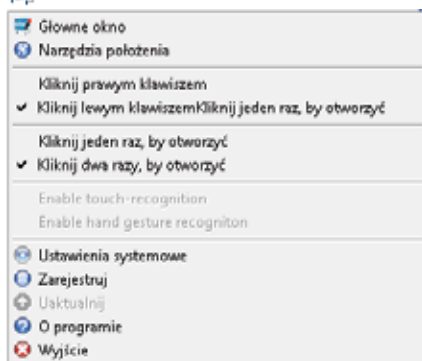 Głowne okno
Narzędzia położenia
Kliknij prawym klawiszem
Kliknij lewym klawiszemKliknij jeden raz, by otworzyć
Kliknij jeden raz, by otworzyć
Kliknij dwa razy, by otworzyć
Enable touch-recognition
Enable hand gesture recogniton
Ustawienia systemowe
Zarejestruj
Uaktualnij
O programie
Wyjście